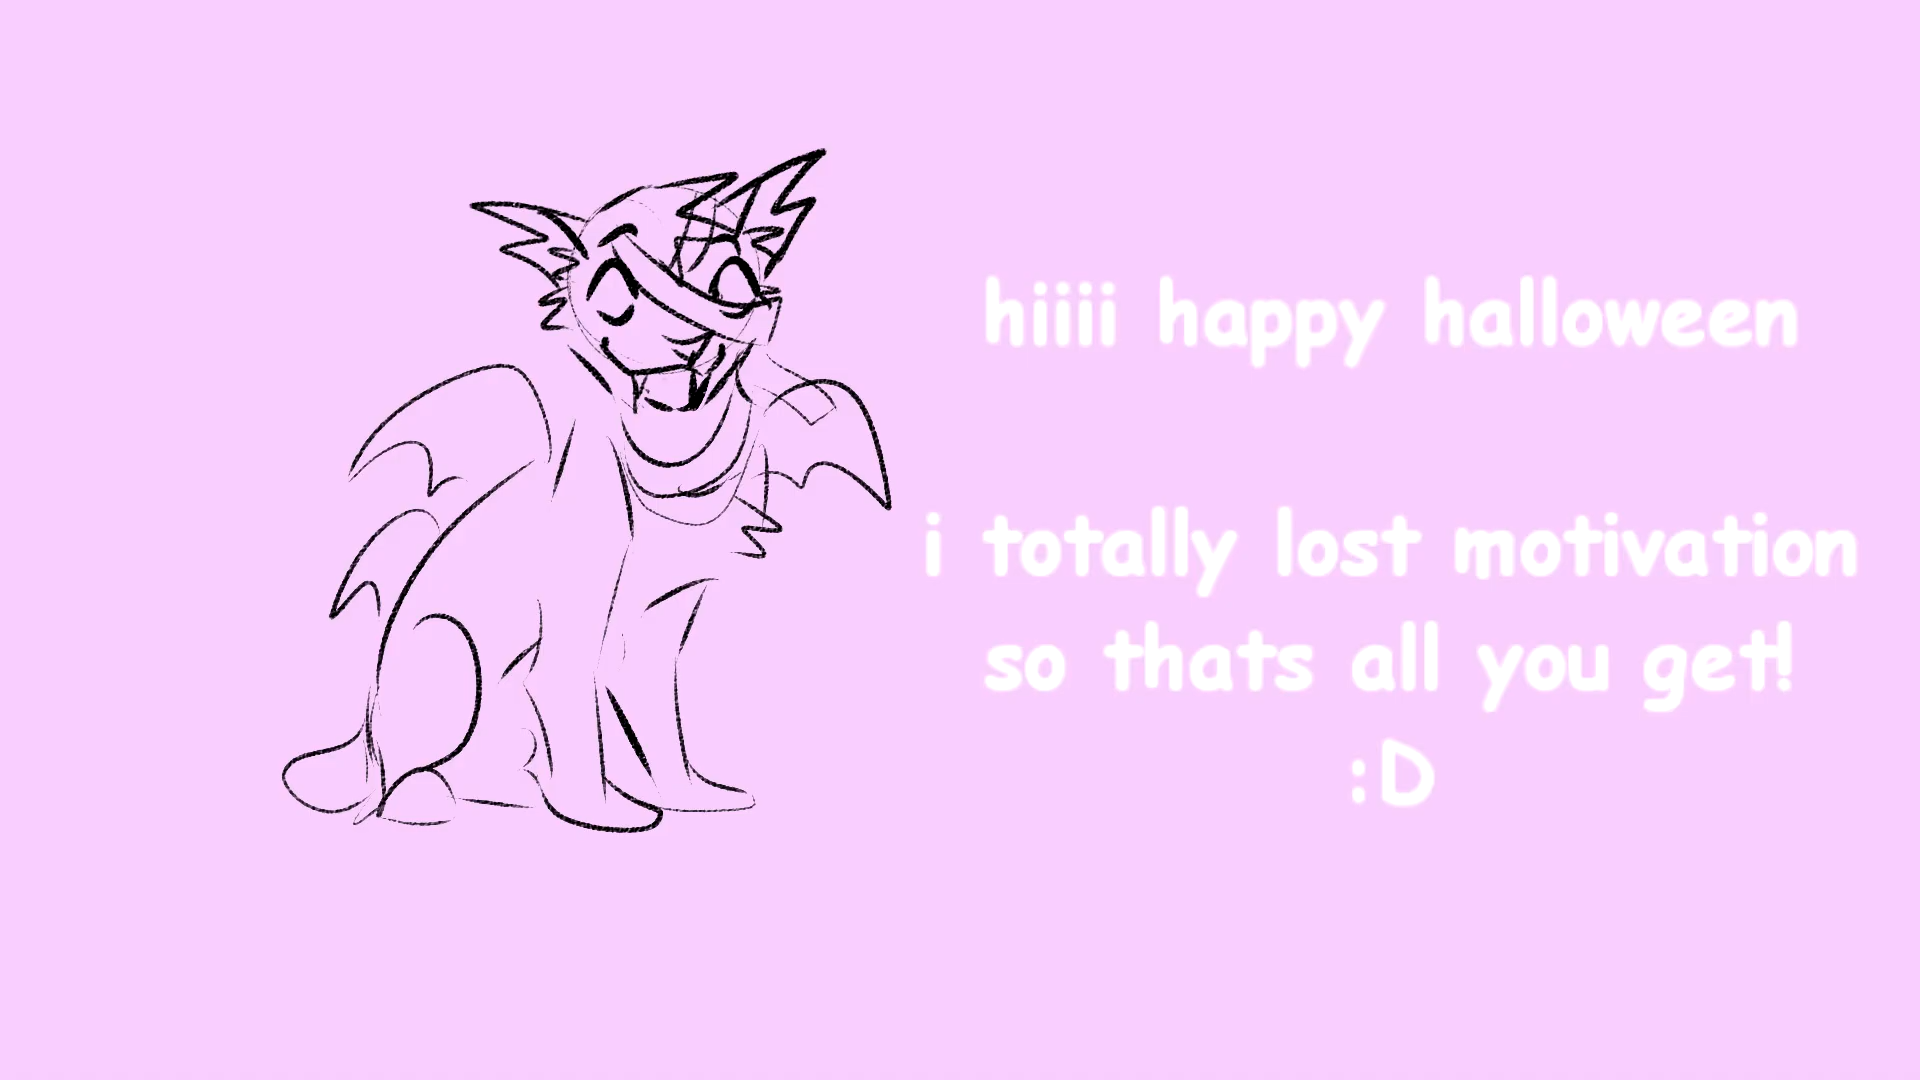 hiiii happy halloween
i totally lost motivation
so thats all you get!
:D